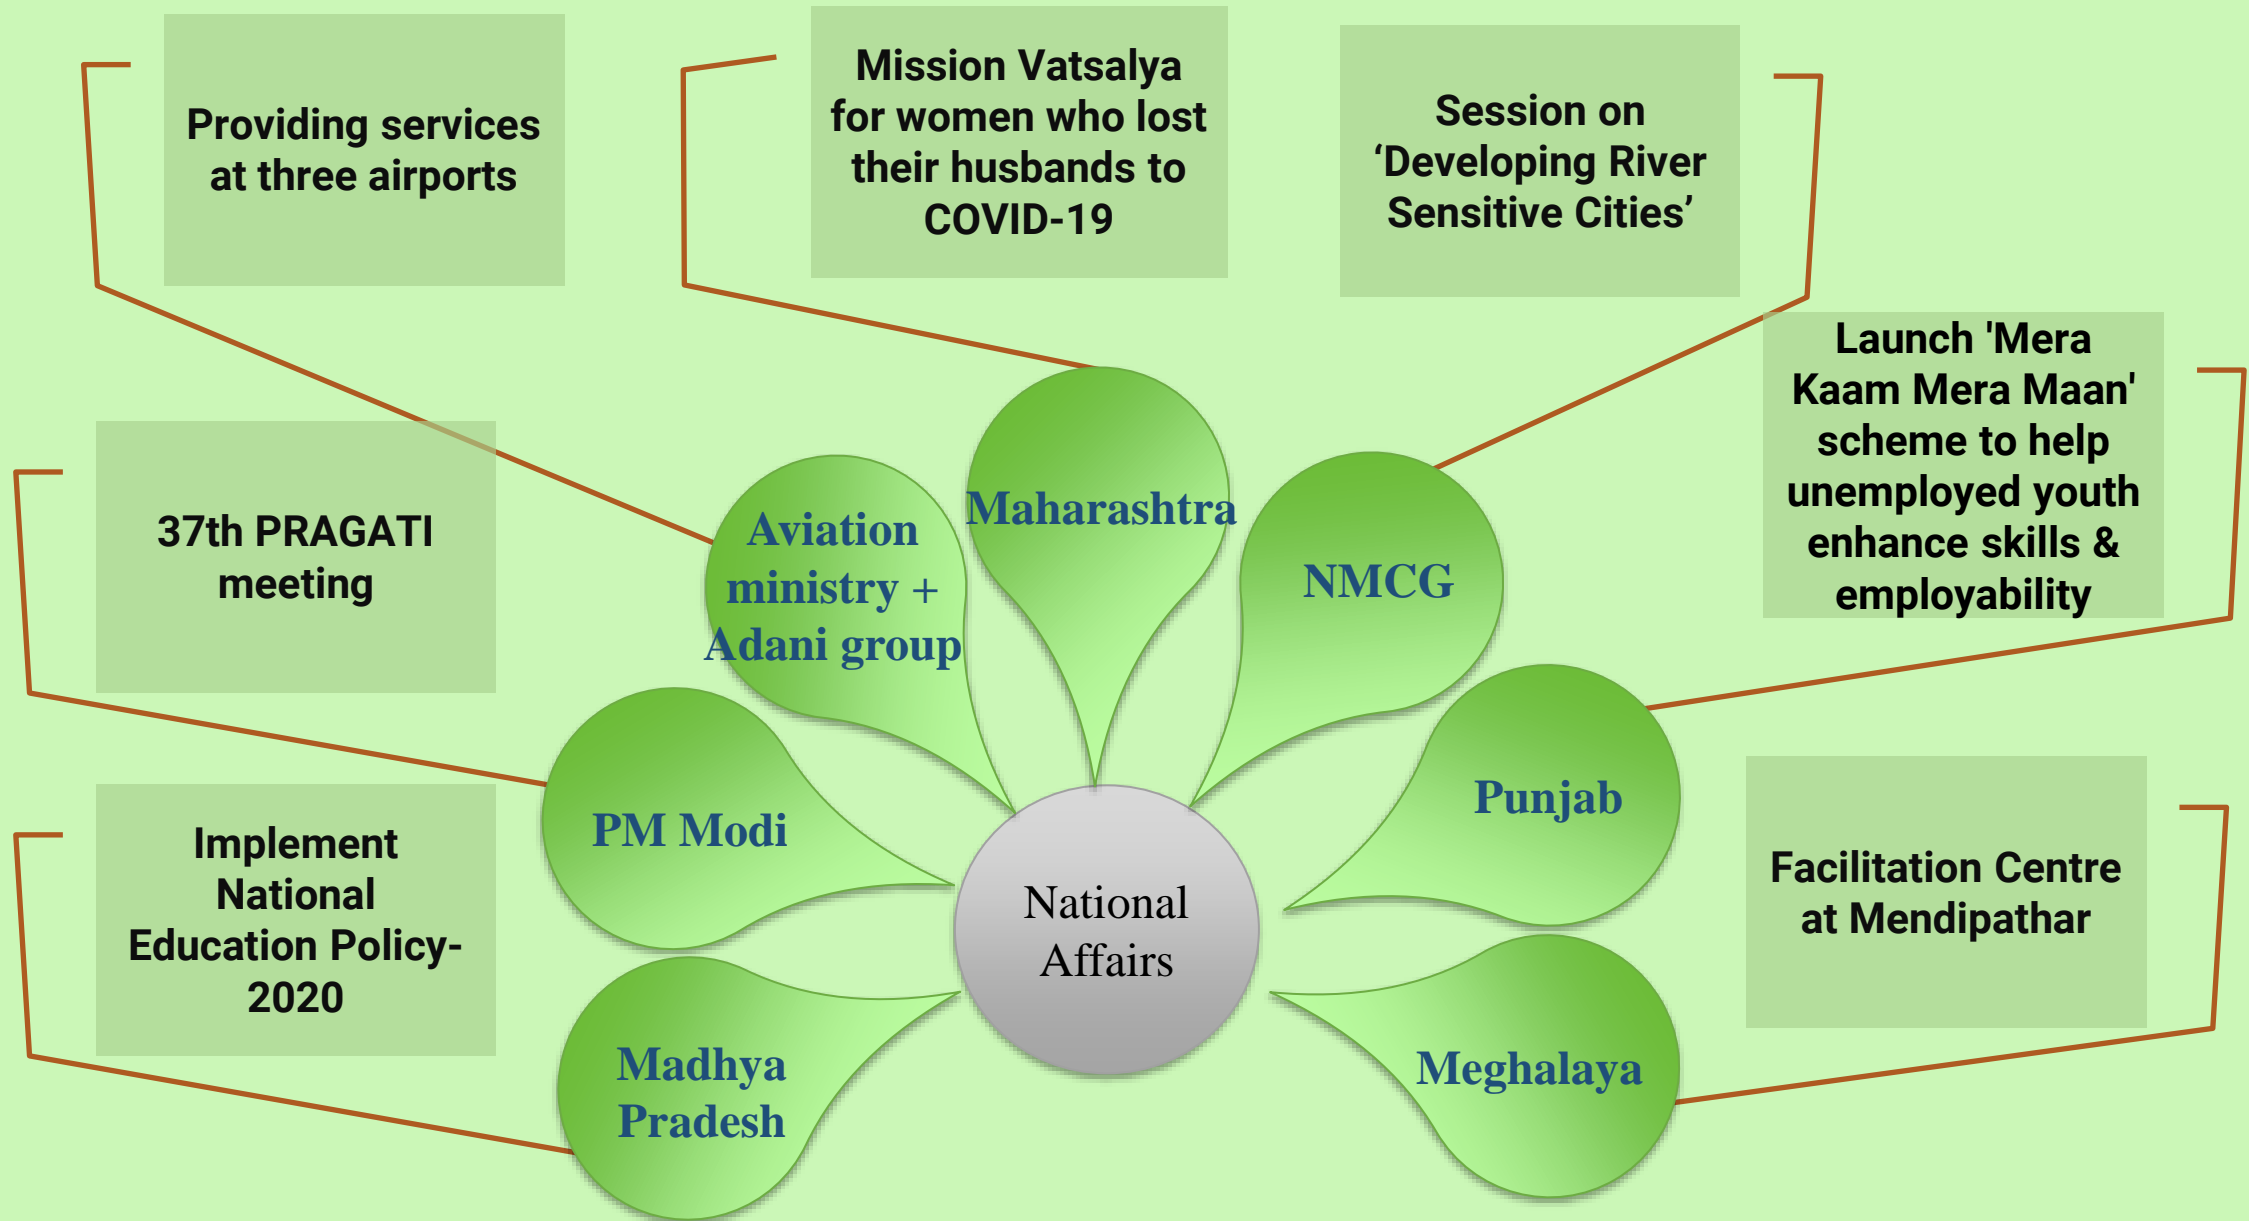 Providing services
at three airports
Mission Vatsalya
for women who lost
their husbands to
COVID-19
Session on
‘Developing River
Sensitive Cities’
Launch 'Mera
Kaam Mera Maan'
scheme to help
unemployed youth
enhance skills &
employability
37th PRAGATI
meeting
Aviation
ministry +
Adani group
Maharashtra
NMCG
PM Modi
Punjab
Implement
National
Education Policy-
2020
National
Affairs
Facilitation Centre
at Mendipathar
Madhya
Pradesh
Meghalaya